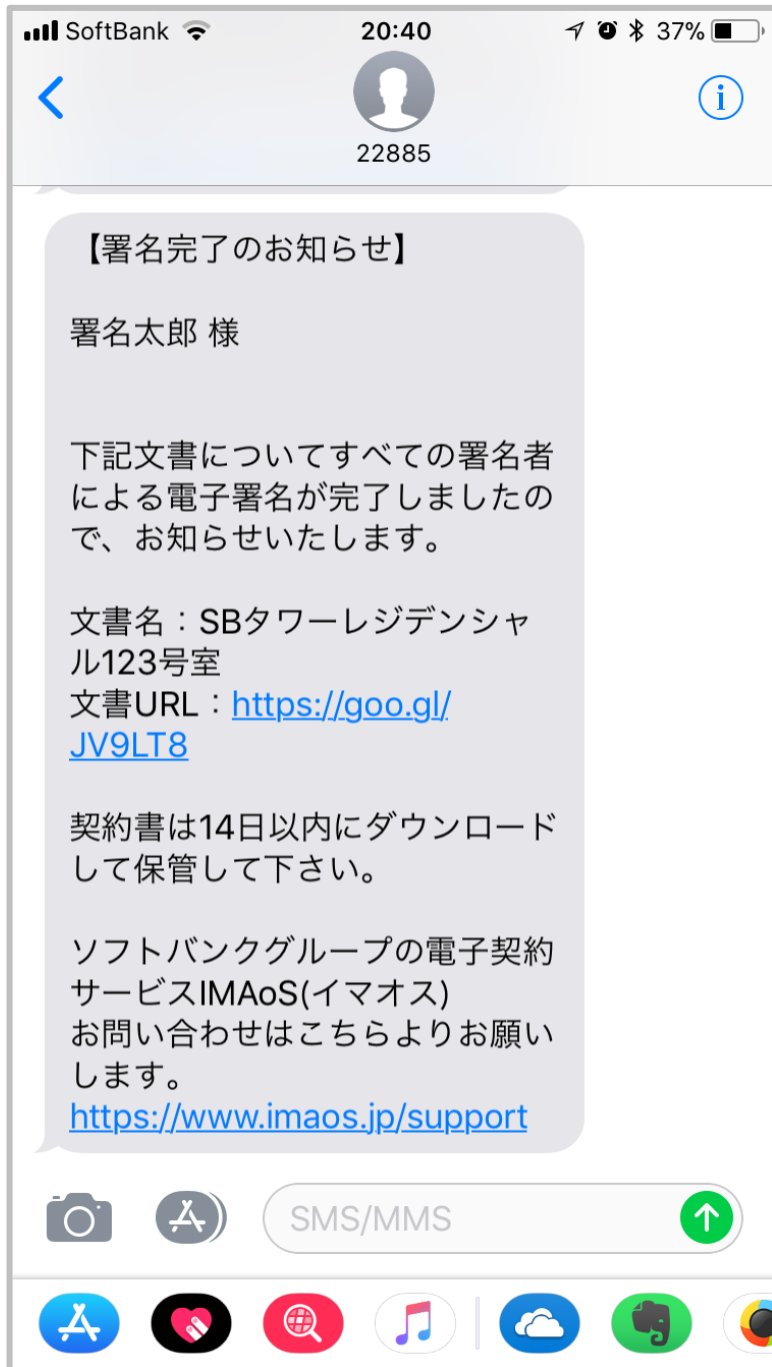 SoftBank 20:40 37%
22885
【署名完了のお知らせ】
署名太郎 様
下記文書についてすべての署名者
による電子署名が完了しましたの
で、お知らせいたします。
文書名：SBタワーレジデンシャ
ル123号室
文書URL：https://goo.gl/
JV9LT8
契約書は14日以内にダウンロード
して保管して下さい。
ソフトバンクグループの電子契約
サービスIMAoS(イマオス)
お問い合わせはこちらよりお願い
します。
https://www.imaos.jp/support
SMS/MMS